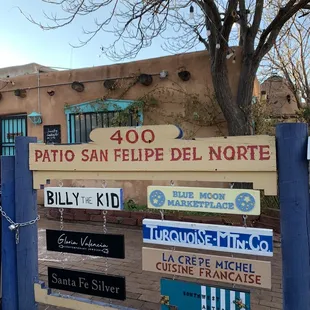 400
PATIO SAN FELIPE DEL NORTE
BILLY THE KID
BLUE MOON
MARKETPLACE
Gloria Valencia
TURQUOISE-MTN.CO.
LA CRÊPE MICHEL
CUISINE FRANÇAISE
Santa Fe Silver